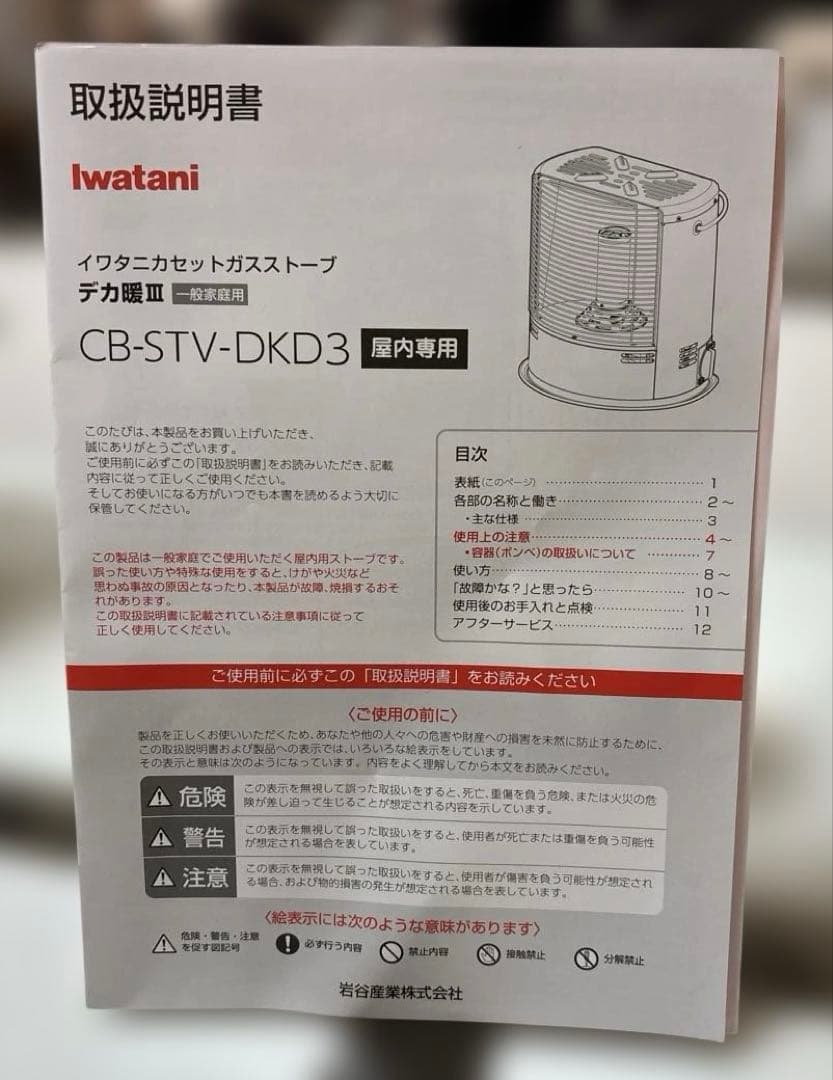 取扱説明書
Iwatani
イワタニカセットガスストーブ
デカ暖Ⅲ 一般家庭用
CB-STV-DKD3 屋内専用
このたびは、本製品をお買い上げいただき、
誠にありがとうございます。
ご使用前に必ずこの「取扱説明書」をお読みいただき、記載
内容に従って正しくご使用ください。
そしてお使いになる方がいつでも本書を読めるよう大切に
保管してください。
この製品は一般家庭でご使用いただく屋内用ストーブです。
誤った使い方や特殊な使用をすると、けがや火災など
思わぬ事故の原因となったり、本製品が故障、焼損するおそ
れがあります。
この取扱説明書に記載されている注意事項に従って
正しく使用してください。
目次
表紙(このページ) 1
各部の名称と働き 2～
・主な仕様 3
使用上の注意 4～
・容器(ボンベ)の取扱いについて 7
使い方 8～
「故障かな？」と思ったら 10～
使用後のお手入れと点検 11
アフターサービス 12
ご使用前に必ずこの「取扱説明書」をお読みください
〈ご使用の前に〉
製品を正しくお使いいただくため、あなたや他の人々への危害や財産への損害を未然に防止するために、
この取扱説明書および製品への表示では、いろいろな絵表示をしています。
その表示と意味は次のようになっています。内容をよく理解してから本文をお読みください。
危険 この表示を無視して誤った取扱いをすると、死亡、重傷を負う危険、または火災の危
険が差し迫って生じることが想定される内容を示しています。
警告 この表示を無視して誤った取扱いをすると、使用者が死亡または重傷を負う可能性
が想定される場合を表しています。
注意 この表示を無視して誤った取扱いをすると、使用者が傷害を負う可能性が想定され
る場合、および物的損害の発生が想定される場合を表しています。
〈絵表示には次のような意味があります〉
危険・警告・注意
を促す図記号
必ず行う内容
禁止内容
接触禁止
分解禁止
岩谷産業株式会社